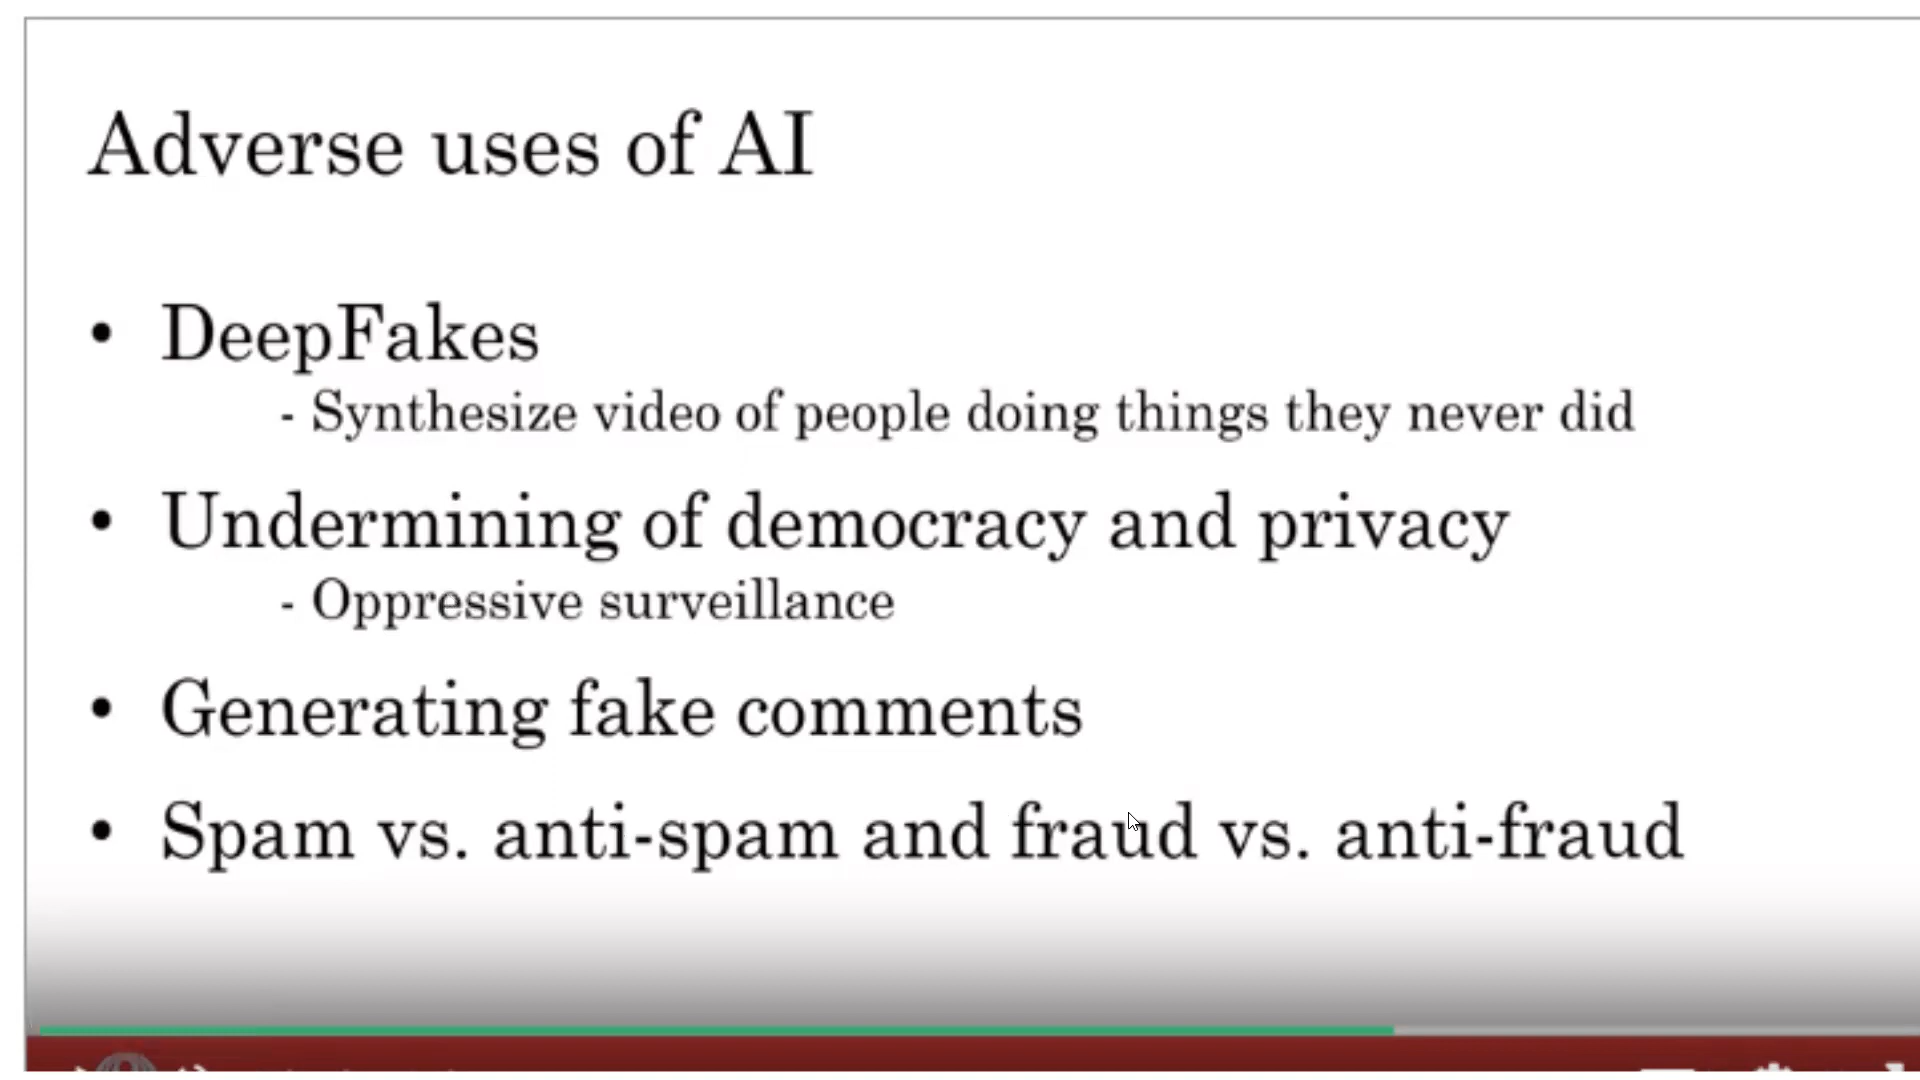 Adverse uses of AI
• DeepFakes
- Synthesize video of people doing things they never did
• Undermining of democracy and privacy
- Oppressive surveillance
• Generating fake comments
• Spam vs. anti-spam and fraud vs. anti-fraud